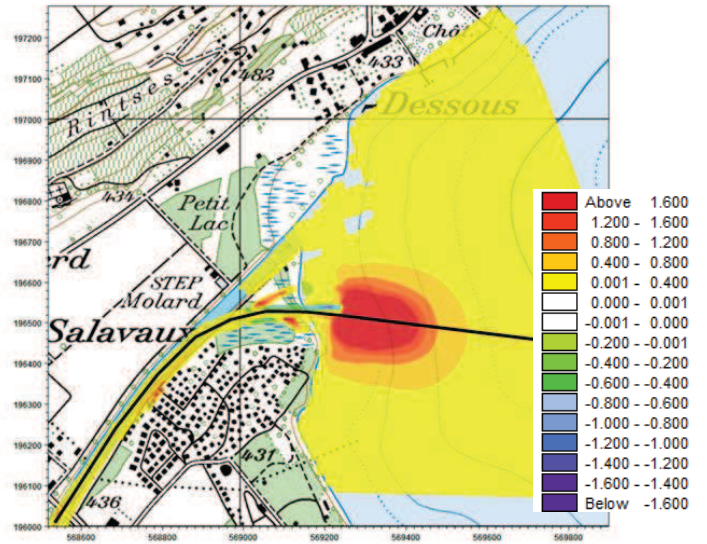 197200
197100
197000
196900
196800
196700
196600
196500
196400
196300
196200
196100
196000
433
482
Rintses
Dessous
434
Petit
Lac
rd
STEP
Molard
Salavaux
431
436
568600
568800
569000
569200
569400
569600
569800
Above 1.600
1.200 - 1.600
0.800 - 1.200
0.400 - 0.800
0.001 - 0.400
0.000 - 0.001
-0.001 - 0.000
-0.200 - -0.001
-0.400 - -0.200
-0.600 - -0.400
-0.800 - -0.600
-1.000 - -0.800
-1.200 - -1.000
-1.400 - -1.200
-1.600 - -1.400
Below -1.600